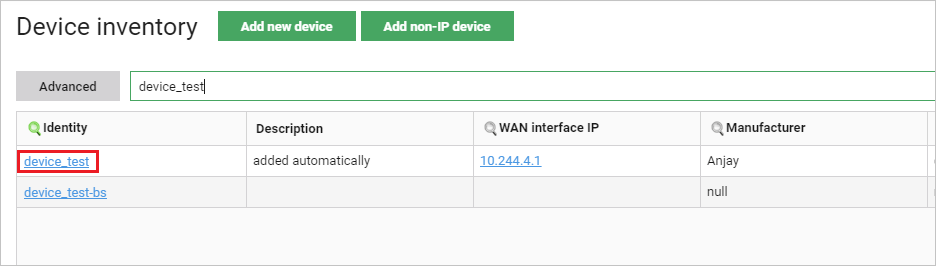 Device inventory Add new device Add non-IP device
Advanced device_test
Identity Description WAN interface IP Manufacturer
device_test added automatically 10.244.4.1 Anjay
device_test-bs null